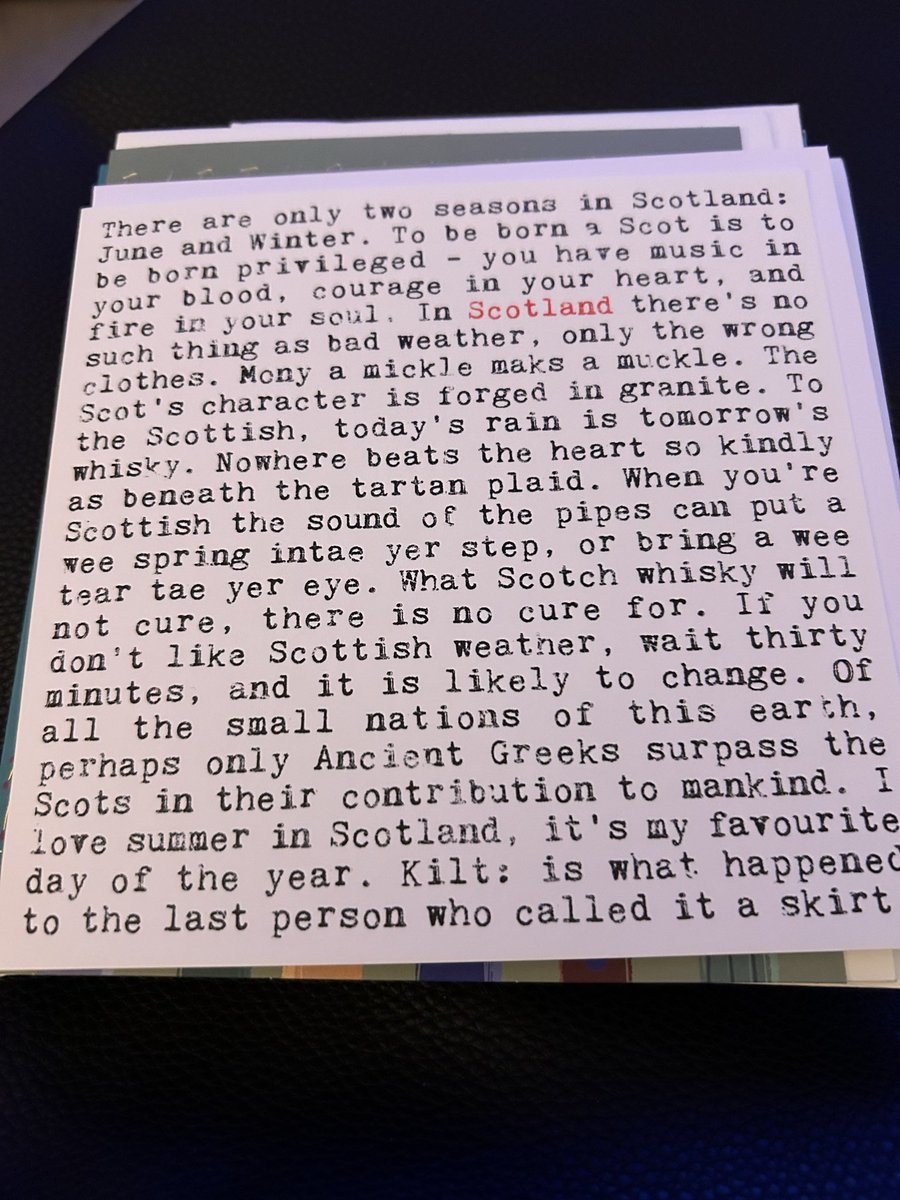 There are only two seasons in Scotland:
June and Winter. To be born a Scot is to
be born privileged - you have music in
your blood, courage in your heart, and
fire in your soul. In Scotland there's no
such thing as bad weather, only the wrong
clothes. Mony a mickle maks a muckle. The
Scot's character is forged in granite. To
the Scottish, today's rain is tomorrow's
whisky. Nowhere beats the heart so kindly
as beneath the tartan plaid. When you're
Scottish the sound of the pipes can put a
wee spring intae yer step, or bring a wee
tear tae yer eye. What Scotch whisky will
not cure, there is no cure for. If you
don't like Scottish weather, wait thirty
minutes, and it is likely to change. Of
all the small nations of this earth,
perhaps only Ancient Greeks surpass the
Scots in their contribution to mankind. I
love summer in Scotland, it's my favourite
day of the year. Kilt: is what happened
to the last person who called it a skirt